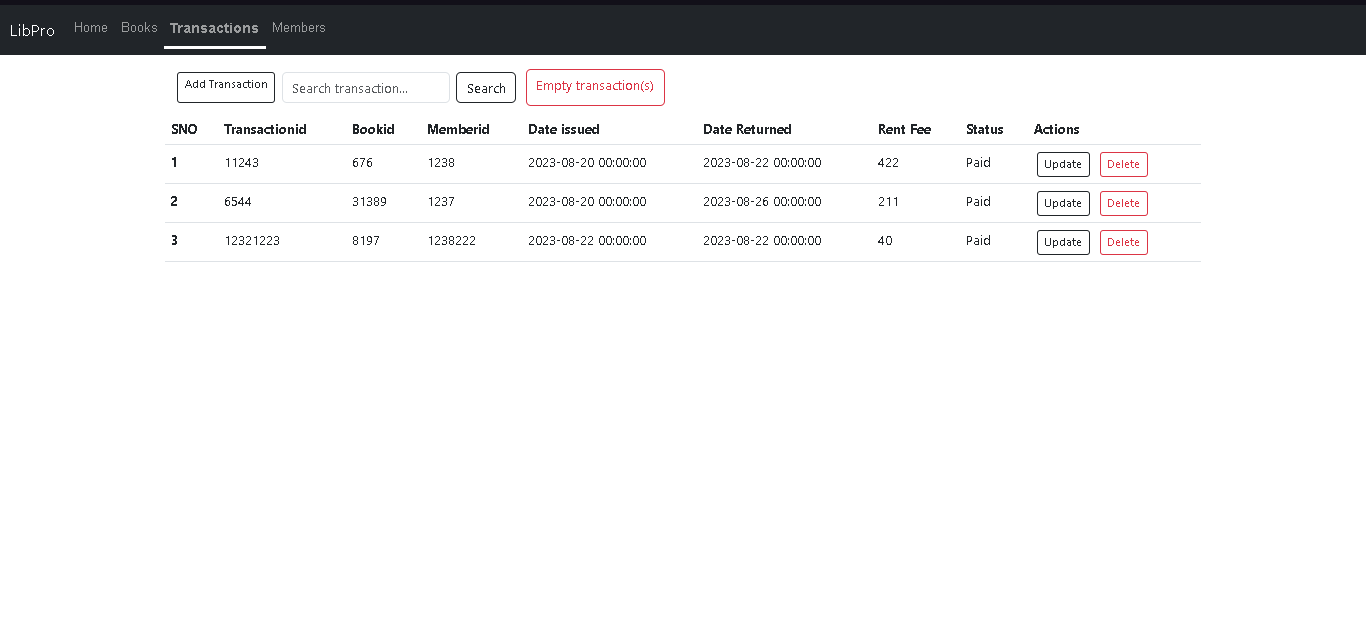 LibPro Home Books Transactions Members
Add Transaction Search transaction... Search Empty transaction(s)
SNO Transactionid Bookid Memberid Date issued Date Returned Rent Fee Status Actions
1 11243 676 1238 2023-08-20 00:00:00 2023-08-22 00:00:00 422 Paid Update Delete
2 6544 31389 1237 2023-08-20 00:00:00 2023-08-26 00:00:00 211 Paid Update Delete
3 12321223 8197 1238222 2023-08-22 00:00:00 2023-08-22 00:00:00 40 Paid Update Delete